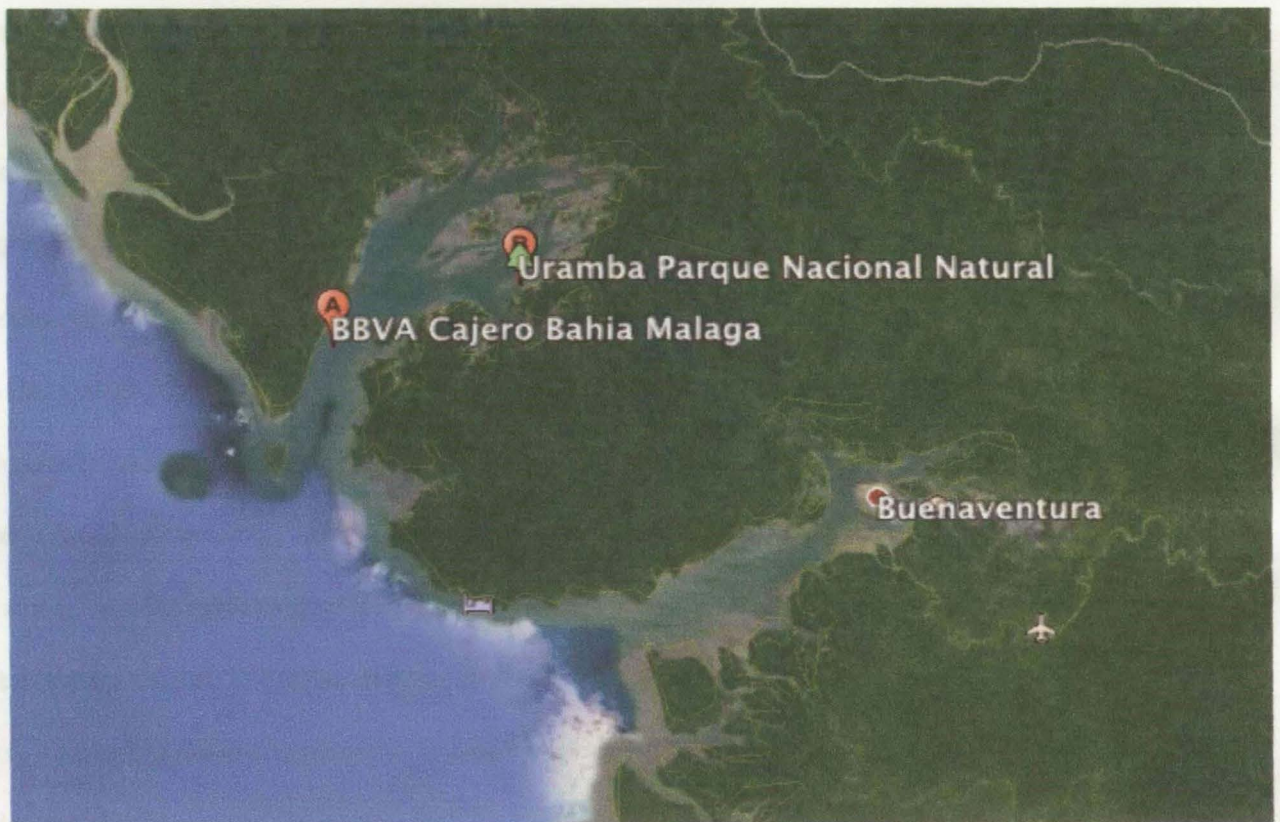 B
Uramba Parque Nacional Natural
A
BBVA Cajero Bahia Malaga
Buenaventura